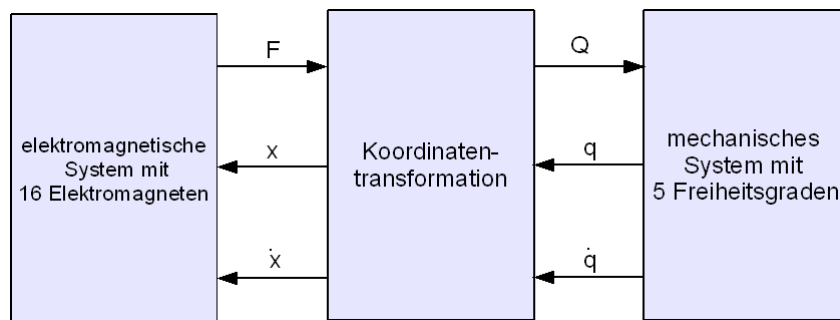 elektromagnetische
System mit
16 Elektromagneten
F
x
ẋ
Koordinaten-
transformation
Q
q
q̇
mechanisches
System mit
5 Freiheitsgraden